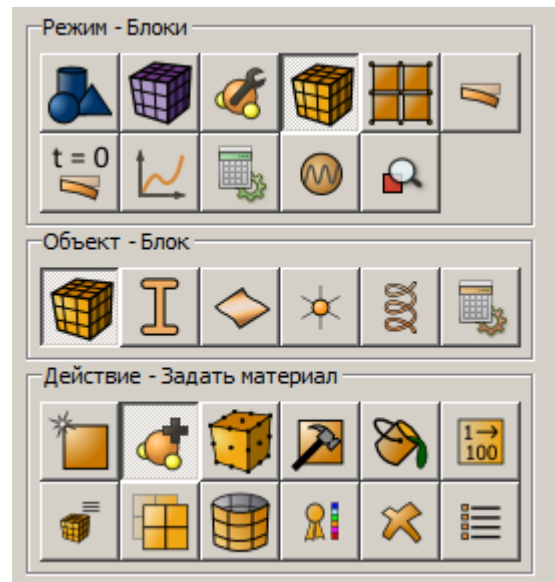 Режим - Блоки
t = 0
Объект - Блок
Действие - Задать материал
1→
100